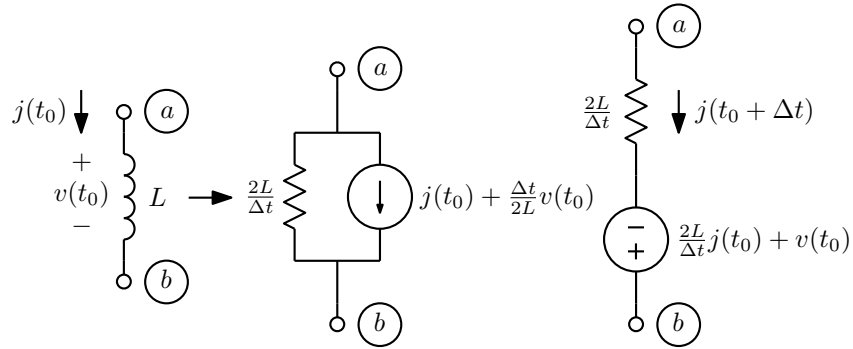 j(t₀)
a
+
v(t₀)
−
L
b
a
2L/Δt
j(t₀) + Δt/2L v(t₀)
b
a
2L/Δt
j(t₀ + Δt)
−
+
2L/Δt j(t₀) + v(t₀)
b